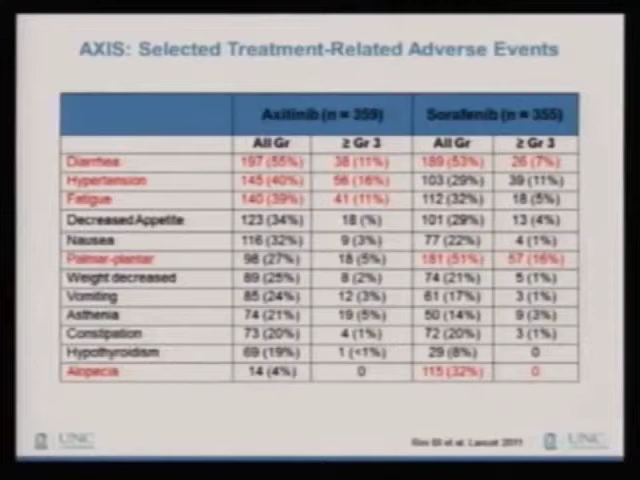 AXIS: Selected Treatment-Related Adverse Events
Axitinib (n = 359) Sorafenib (n = 355)
All Gr ≥ Gr 3 All Gr ≥ Gr 3
Diarrhea 197 (55%) 38 (11%) 189 (53%) 26 (7%)
Hypertension 145 (40%) 56 (16%) 103 (29%) 39 (11%)
Fatigue 140 (39%) 41 (11%) 112 (32%) 18 (5%)
Decreased Appetite 123 (34%) 18 (%) 101 (29%) 13 (4%)
Nausea 116 (32%) 9 (3%) 77 (22%) 4 (1%)
Palmar-plantar 98 (27%) 18 (5%) 181 (51%) 57 (16%)
Weight decreased 89 (25%) 8 (2%) 74 (21%) 5 (1%)
Vomiting 85 (24%) 12 (3%) 61 (17%) 3 (1%)
Asthenia 74 (21%) 19 (5%) 50 (14%) 9 (3%)
Constipation 73 (20%) 4 (1%) 72 (20%) 3 (1%)
Hypothyroidism 69 (19%) 1 (<1%) 29 (8%) 0
Alopecia 14 (4%) 0 115 (32%) 0
UNC et al. Lancet 2011 UNC